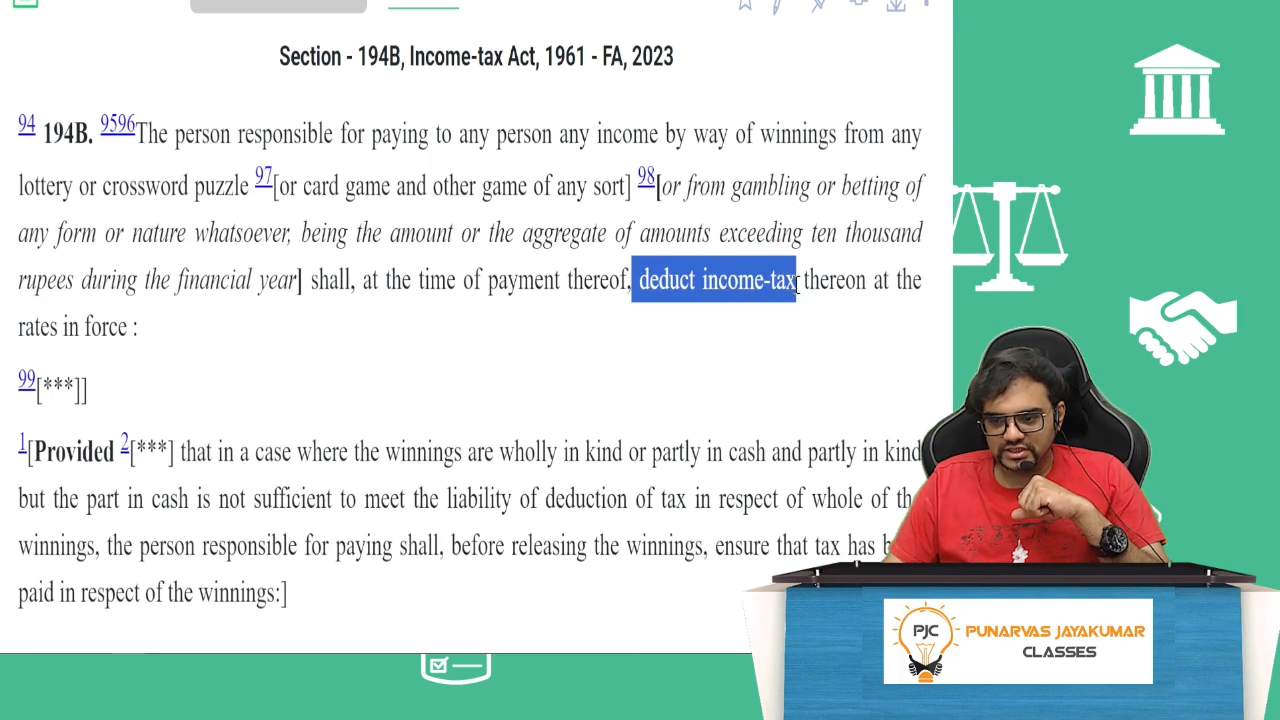 Section - 194B, Income-tax Act, 1961 - FA, 2023
94 194B. 9596The person responsible for paying to any person any income by way of winnings from any
lottery or crossword puzzle 97[or card game and other game of any sort] 98[or from gambling or betting of
any form or nature whatsoever, being the amount or the aggregate of amounts exceeding ten thousand
rupees during the financial year] shall, at the time of payment thereof, deduct income-tax thereon at the
rates in force :
99[***]]
1[Provided 2[***] that in a case where the winnings are wholly in kind or partly in cash and partly in kind
but the part in cash is not sufficient to meet the liability of deduction of tax in respect of whole of
winnings, the person responsible for paying shall, before releasing the winnings, ensure that tax has
paid in respect of the winnings:]
PJC PUNARVAS JAYAKUMAR
CLASSES